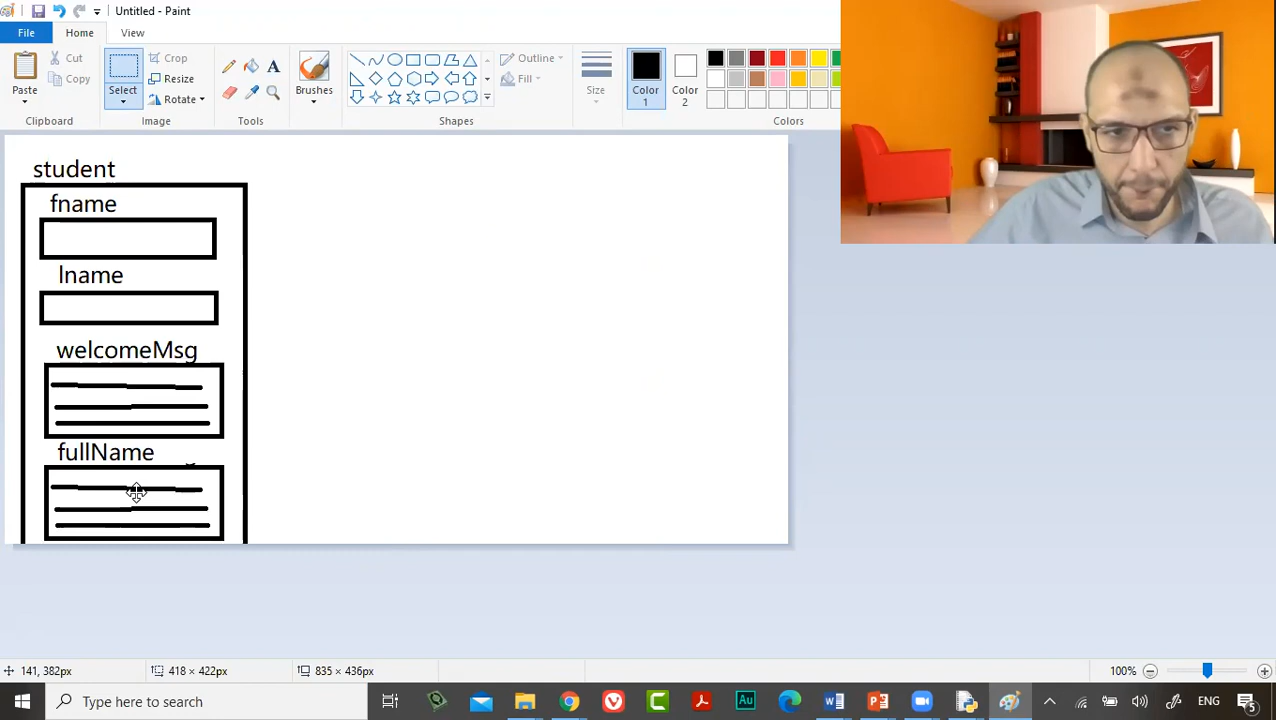 Untitled - Paint
File
Home
View
Paste
Cut
Copy
Clipboard
Select
Crop
Resize
Rotate
Image
A
Tools
Brushes
Shapes
Outline
Fill
Size
Color 1
Color 2
Colors
student
fname
lname
welcomeMsg
fullName
141, 382px
418 × 422px
835 × 436px
100%
Type here to search
Au
ENG
5